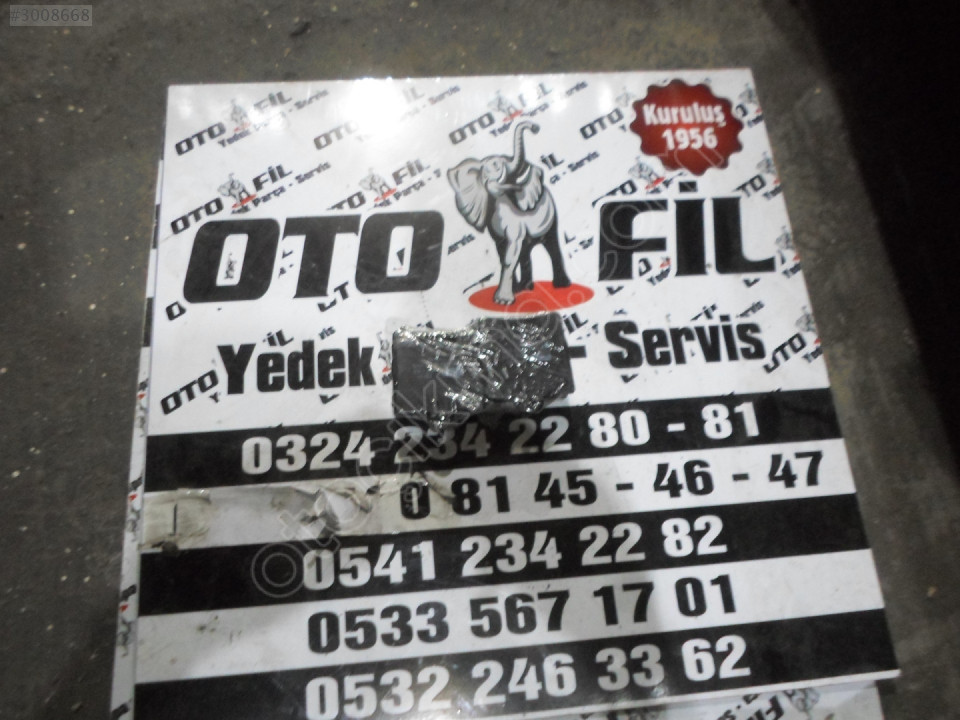 #3008668
Kuruluş
1956
OTO FİL
Yedek - Servis
0324 234 22 80 - 81
0 81 45 - 46 - 47
0541 234 22 82
0533 567 17 01
0532 246 33 62